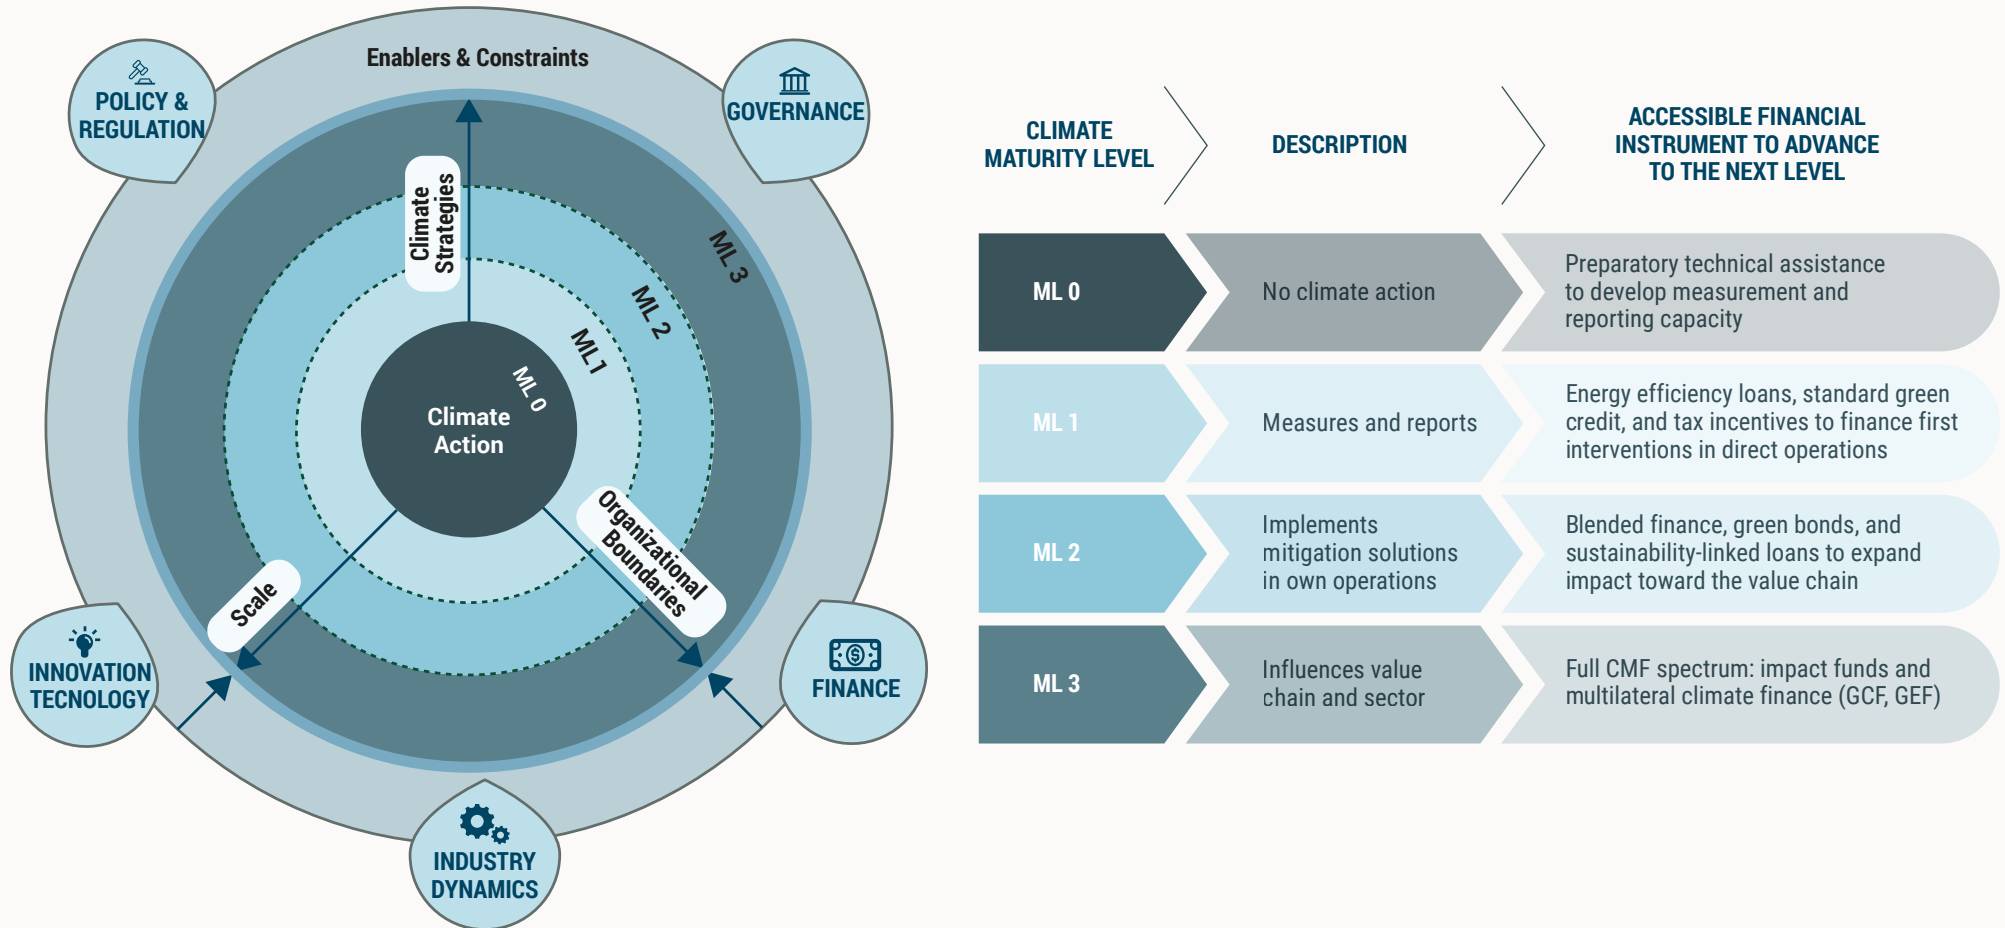 Enablers & Constraints
POLICY &
REGULATION
GOVERNANCE
Climate
Strategies
ML 3
ML 2
ML1
ML 0
Climate
Action
Organizational
Boundaries
Scale
INNOVATION
TECNOLOGY
FINANCE
INDUSTRY
DYNAMICS
CLIMATE
MATURITY LEVEL
DESCRIPTION
ACCESSIBLE FINANCIAL
INSTRUMENT TO ADVANCE
TO THE NEXT LEVEL
ML 0
No climate action
Preparatory technical assistance
to develop measurement and
reporting capacity
ML 1
Measures and reports
Energy efficiency loans, standard green
credit, and tax incentives to finance first
interventions in direct operations
ML 2
Implements
mitigation solutions
in own operations
Blended finance, green bonds, and
sustainability-linked loans to expand
impact toward the value chain
ML 3
Influences value
chain and sector
Full CMF spectrum: impact funds and
multilateral climate finance (GCF, GEF)